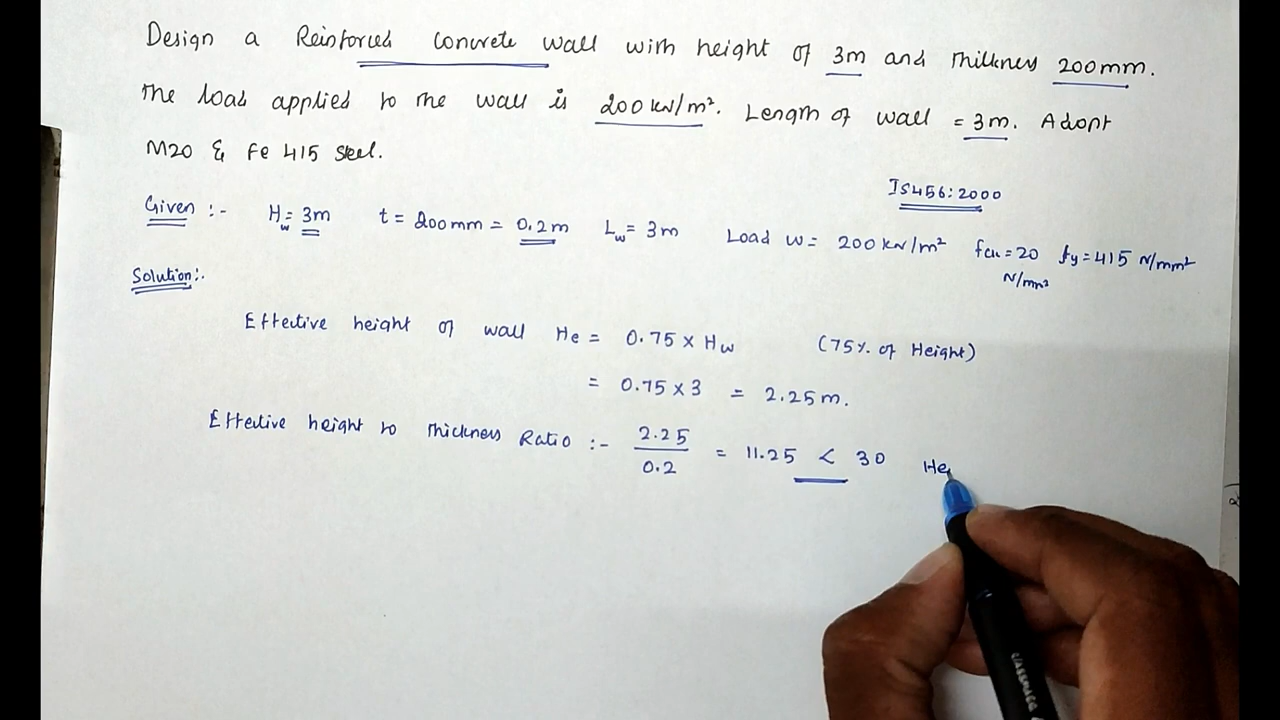 Design a Reinforced concrete wall with height of 3m and Thillness 200mm.
The load applied to the wall is 200 kN/m². Length of wall = 3m. Adopt
M20 & Fe 415 steel.
IS456:2000
Given :- Hw = 3m t = 200mm = 0.2m Lw = 3m Load w = 200 kN/m² fck = 20 N/mm² fy = 415 N/mm²
Solution:-
Effective height of wall He = 0.75 x Hw (75% of Height)
= 0.75 x 3 = 2.25m.
Effective height to Thickness Ratio :- 2.25/0.2 = 11.25 < 30 He